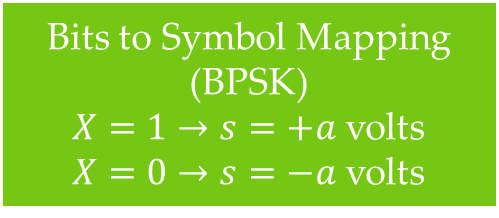 Bits to Symbol Mapping
(BPSK)
X = 1 → s = +a volts
X = 0 → s = −a volts